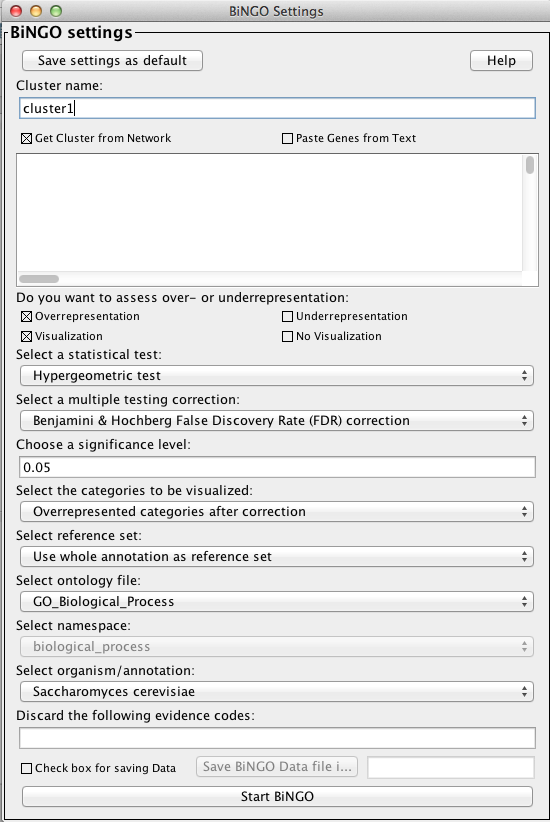 BiNGO Settings
BiNGO settings
Save settings as default Help
Cluster name:
cluster1
Get Cluster from Network Paste Genes from Text
Do you want to assess over- or underrepresentation:
Overrepresentation Underrepresentation
Visualization No Visualization
Select a statistical test:
Hypergeometric test
Select a multiple testing correction:
Benjamini & Hochberg False Discovery Rate (FDR) correction
Choose a significance level:
0.05
Select the categories to be visualized:
Overrepresented categories after correction
Select reference set:
Use whole annotation as reference set
Select ontology file:
GO_Biological_Process
Select namespace:
biological_process
Select organism/annotation:
Saccharomyces cerevisiae
Discard the following evidence codes:
Check box for saving Data Save BiNGO Data file i...
Start BiNGO